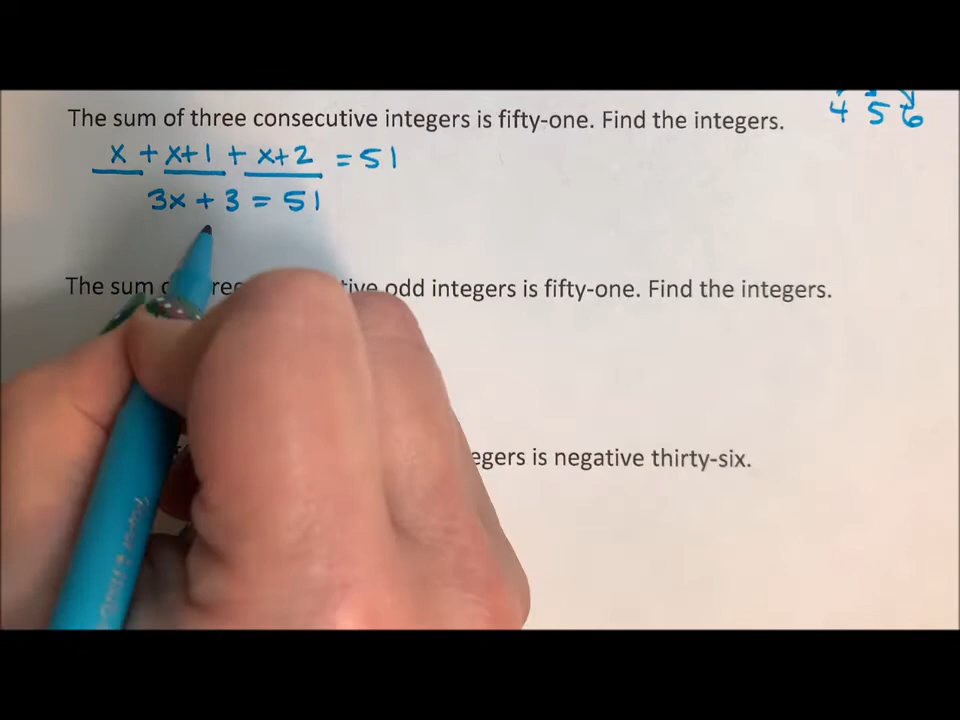 4 5 6
The sum of three consecutive integers is fifty-one. Find the integers.
x + x+1 + x+2 = 51
3x + 3 = 51
The sum odd integers is fifty-one. Find the integers.
is negative thirty-six.